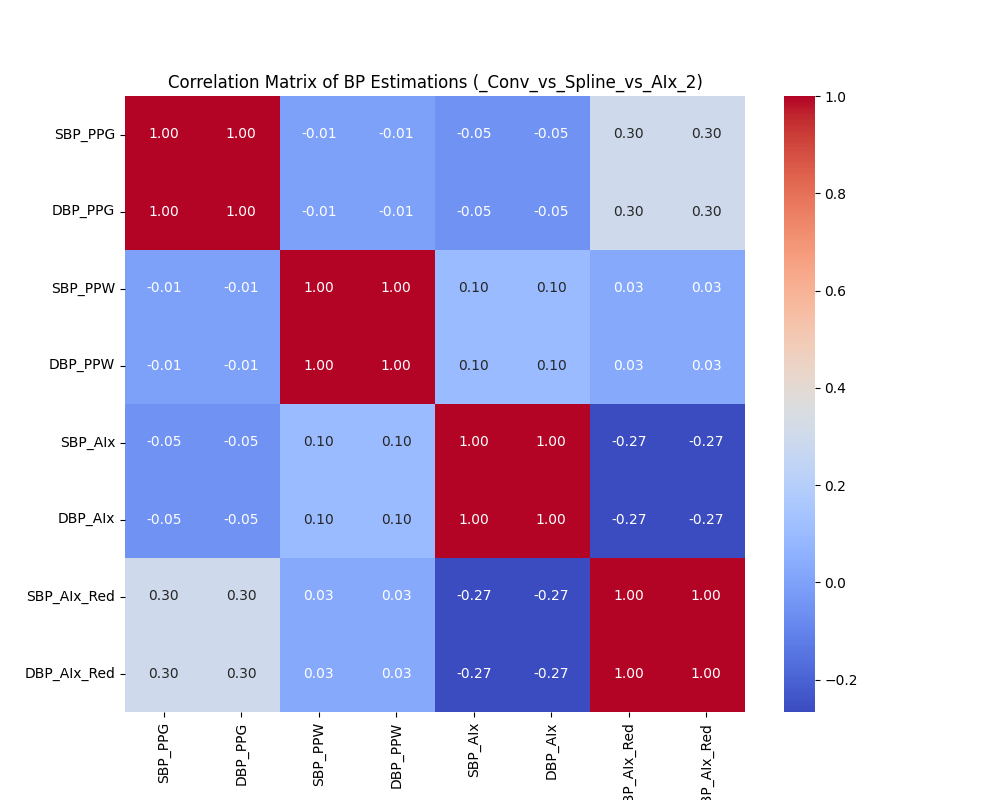 Correlation Matrix of BP Estimations (_Conv_vs_Spline_vs_AIx_2)
SBP_PPG 1.00 1.00 -0.01 -0.01 -0.05 -0.05 0.30 0.30
DBP_PPG 1.00 1.00 -0.01 -0.01 -0.05 -0.05 0.30 0.30
SBP_PPW -0.01 -0.01 1.00 1.00 0.10 0.10 0.03 0.03
DBP_PPW -0.01 -0.01 1.00 1.00 0.10 0.10 0.03 0.03
SBP_AIx -0.05 -0.05 0.10 0.10 1.00 1.00 -0.27 -0.27
DBP_AIx -0.05 -0.05 0.10 0.10 1.00 1.00 -0.27 -0.27
SBP_AIx_Red 0.30 0.30 0.03 0.03 -0.27 -0.27 1.00 1.00
DBP_AIx_Red 0.30 0.30 0.03 0.03 -0.27 -0.27 1.00 1.00
SBP_PPG
DBP_PPG
SBP_PPW
DBP_PPW
SBP_AIx
DBP_AIx
BP_AIx_Red
BP_AIx_Red
1.0
0.8
0.6
0.4
0.2
0.0
−0.2